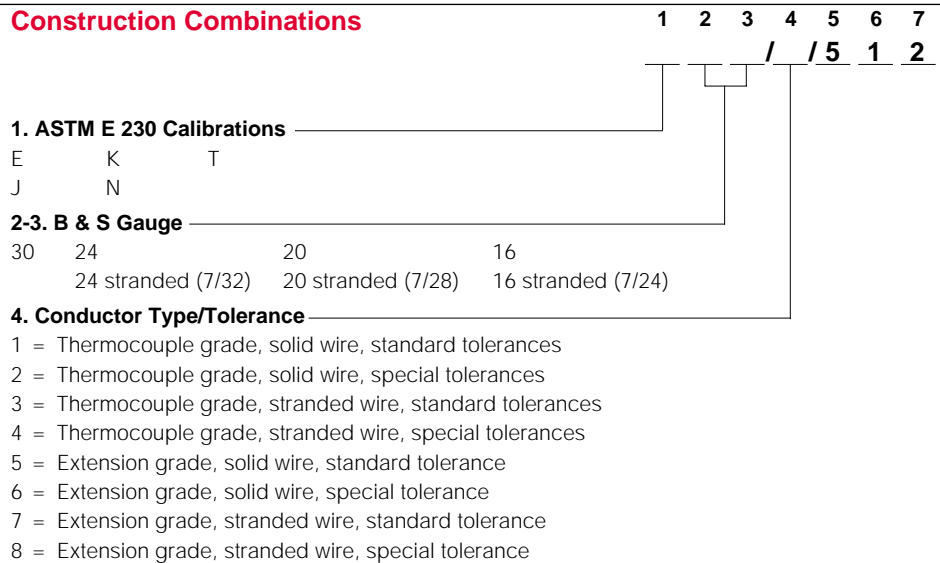 Construction Combinations 1 2 3 4 5 6 7
/ / 5 1 2
1. ASTM E 230 Calibrations
E K T
J N
2-3. B & S Gauge
30 24 20 16
24 stranded (7/32) 20 stranded (7/28) 16 stranded (7/24)
4. Conductor Type/Tolerance
1 = Thermocouple grade, solid wire, standard tolerances
2 = Thermocouple grade, solid wire, special tolerances
3 = Thermocouple grade, stranded wire, standard tolerances
4 = Thermocouple grade, stranded wire, special tolerances
5 = Extension grade, solid wire, standard tolerance
6 = Extension grade, solid wire, special tolerance
7 = Extension grade, stranded wire, standard tolerance
8 = Extension grade, stranded wire, special tolerance